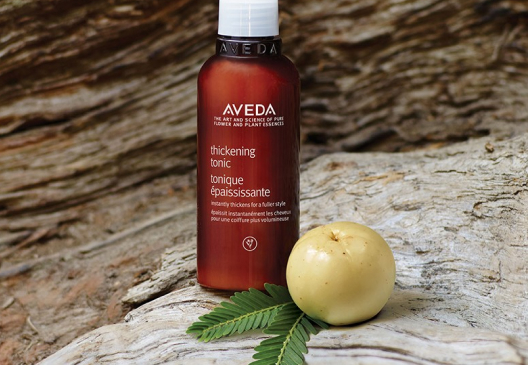 AVEDA
AVEDA
THE ART AND SCIENCE OF PURE
FLOWER AND PLANT ESSENCES
thickening
tonic
tonique
épaississante
instantly thickens for a fuller style
épaissit instantanément les cheveux
pour une coiffure plus volumineuse